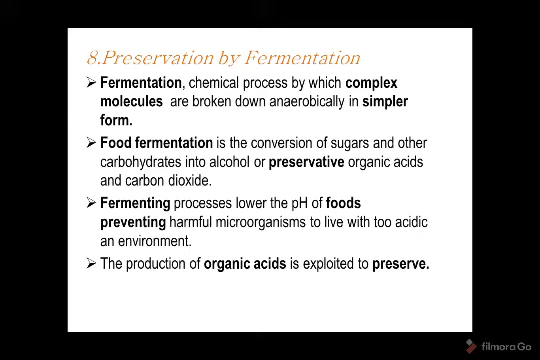 8.Preservation by Fermentation
➢ Fermentation, chemical process by which complex
molecules are broken down anaerobically in simpler
form.
➢ Food fermentation is the conversion of sugars and other
carbohydrates into alcohol or preservative organic acids
and carbon dioxide.
➢ Fermenting processes lower the pH of foods
preventing harmful microorganisms to live with too acidic
an environment.
➢ The production of organic acids is exploited to preserve.
filmora Go